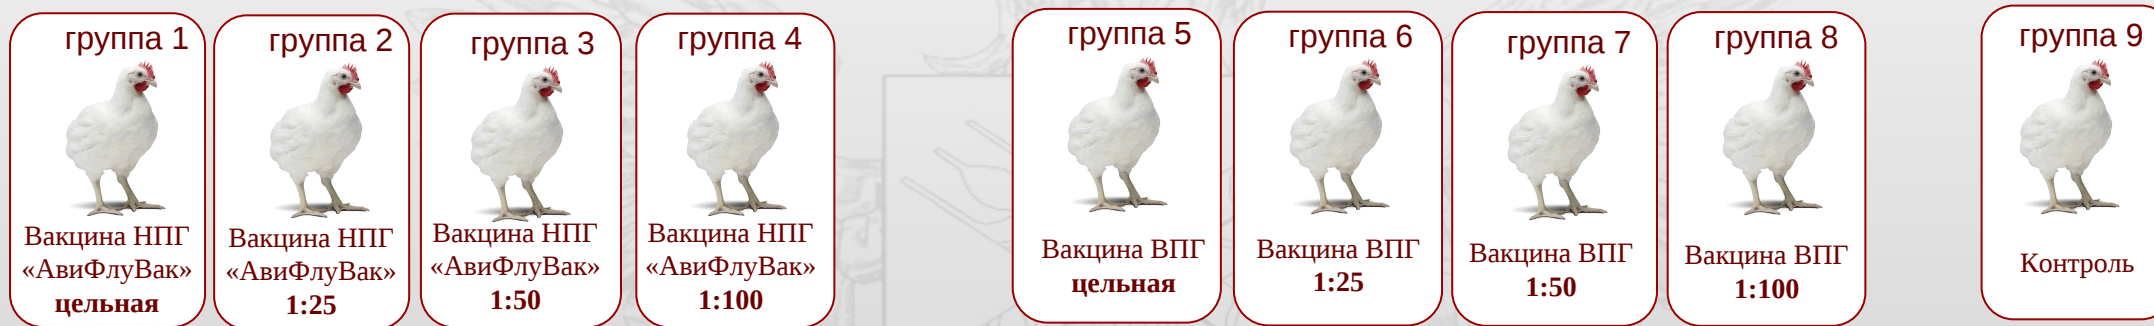 группа 1
Вакцина НПГ
«АвиФлуВак»
цельная
группа 2
Вакцина НПГ
«АвиФлуВак»
1:25
группа 3
Вакцина НПГ
«АвиФлуВак»
1:50
группа 4
Вакцина НПГ
«АвиФлуВак»
1:100
группа 5
Вакцина ВПГ
цельная
группа 6
Вакцина ВПГ
1:25
группа 7
Вакцина ВПГ
1:50
группа 8
Вакцина ВПГ
1:100
группа 9
Контроль